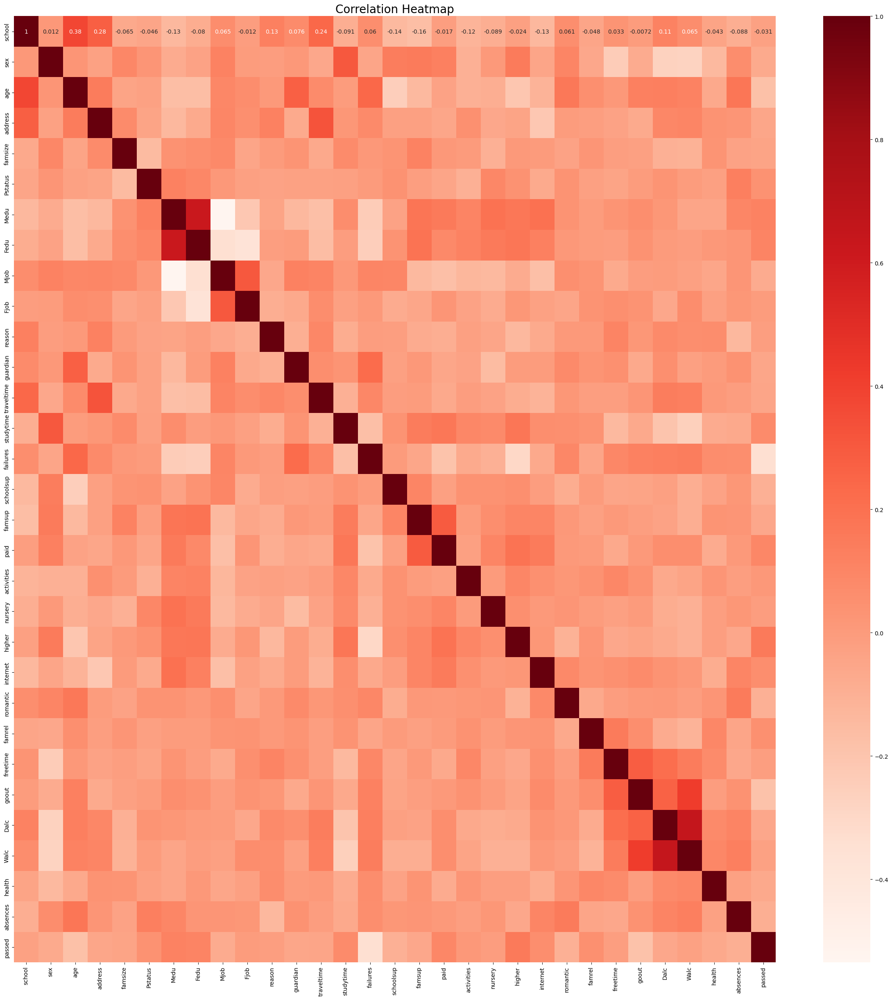 Correlation Heatmap
school 1 0.012 0.38 0.28 -0.065 -0.046 -0.13 -0.08 0.065 -0.012 0.13 0.076 0.24 -0.091 0.06 -0.14 -0.16 -0.017 -0.12 -0.089 -0.024 -0.13 0.061 -0.048 0.033 -0.0072 0.11 0.065 -0.043 -0.088 -0.031
sex
age
address
famsize
Pstatus
Medu
Fedu
Mjob
Fjob
reason
guardian
traveltime
studytime
failures
schoolsup
famsup
paid
activities
nursery
higher
internet
romantic
famrel
freetime
goout
Dalc
Walc
health
absences
passed
school sex age address famsize Pstatus Medu Fedu Mjob Fjob reason guardian traveltime studytime failures schoolsup famsup paid activities nursery higher internet romantic famrel freetime goout Dalc Walc health absences passed
1.0
0.8
0.6
0.4
0.2
0.0
−0.2
−0.4